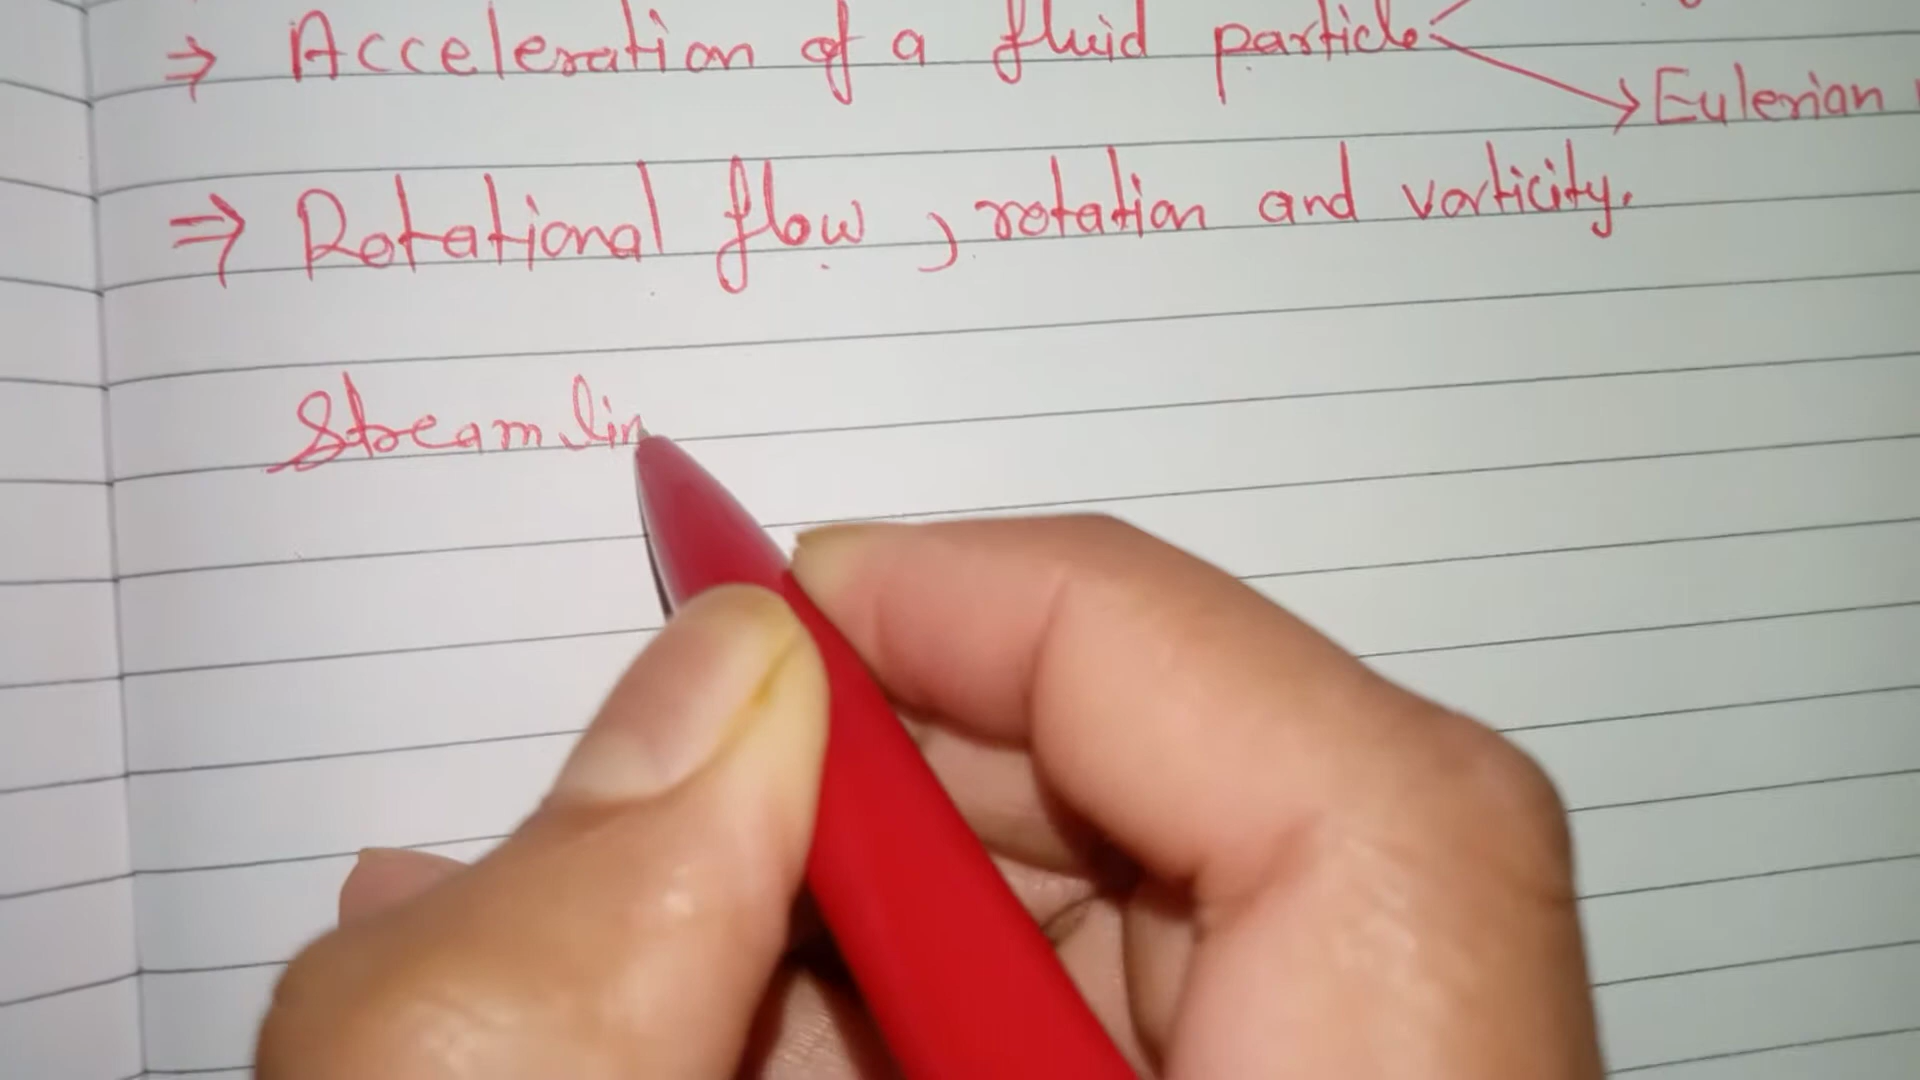 ⇒ Acceleration of a fluid particle
→ Eulerian
⇒ Rotational flow, rotation and vorticity.
Stream lin